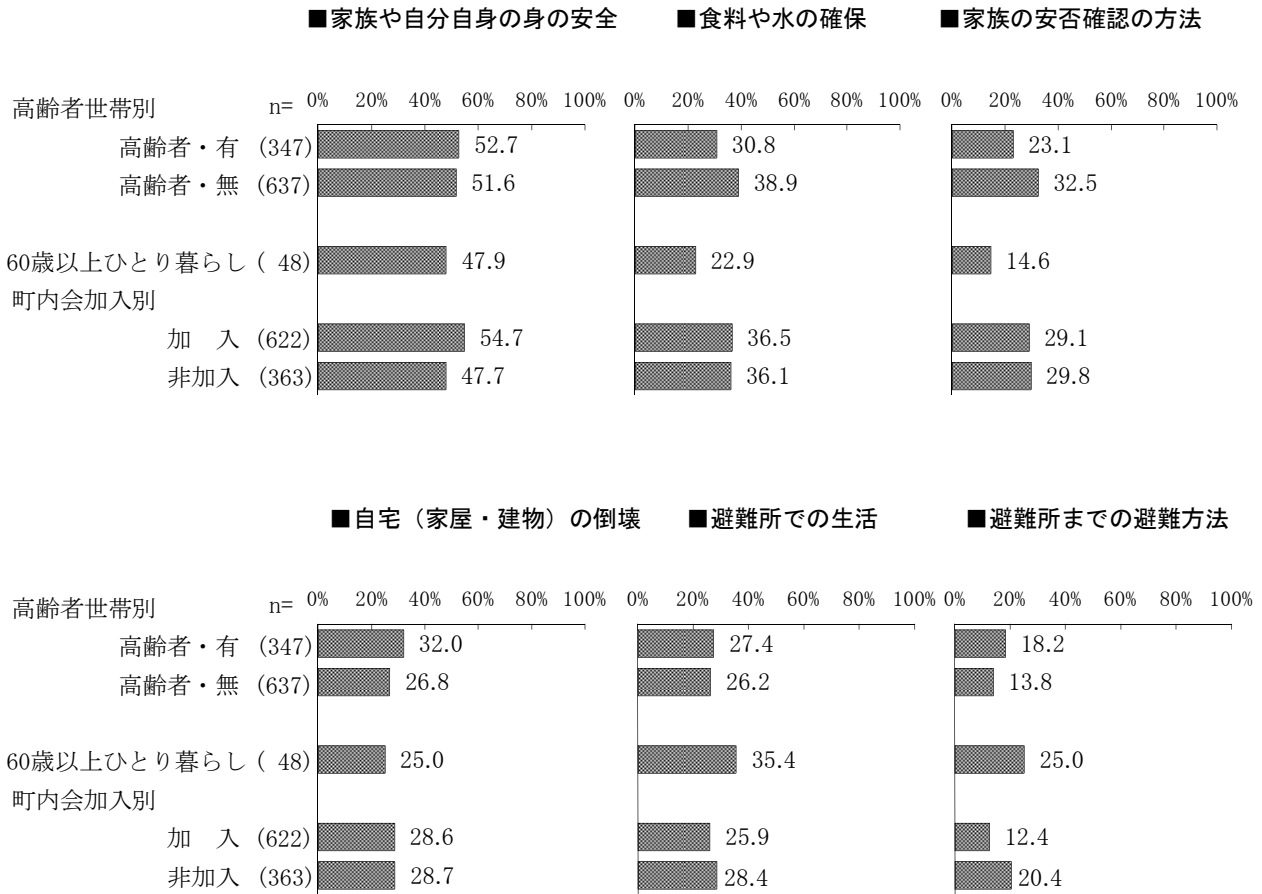 ■家族や自分自身の身の安全 ■食料や水の確保 ■家族の安否確認の方法
高齢者世帯別 n= 0% 20% 40% 60% 80% 100% 0% 20% 40% 60% 80% 100% 0% 20% 40% 60% 80% 100%
高齢者・有 (347) 52.7 30.8 23.1
高齢者・無 (637) 51.6 38.9 32.5
60歳以上ひとり暮らし ( 48) 47.9 22.9 14.6
町内会加入別
加　入 (622) 54.7 36.5 29.1
非加入 (363) 47.7 36.1 29.8
■自宅（家屋・建物）の倒壊 ■避難所での生活 ■避難所までの避難方法
高齢者世帯別 n= 0% 20% 40% 60% 80% 100% 0% 20% 40% 60% 80% 100% 0% 20% 40% 60% 80% 100%
高齢者・有 (347) 32.0 27.4 18.2
高齢者・無 (637) 26.8 26.2 13.8
60歳以上ひとり暮らし ( 48) 25.0 35.4 25.0
町内会加入別
加　入 (622) 28.6 25.9 12.4
非加入 (363) 28.7 28.4 20.4